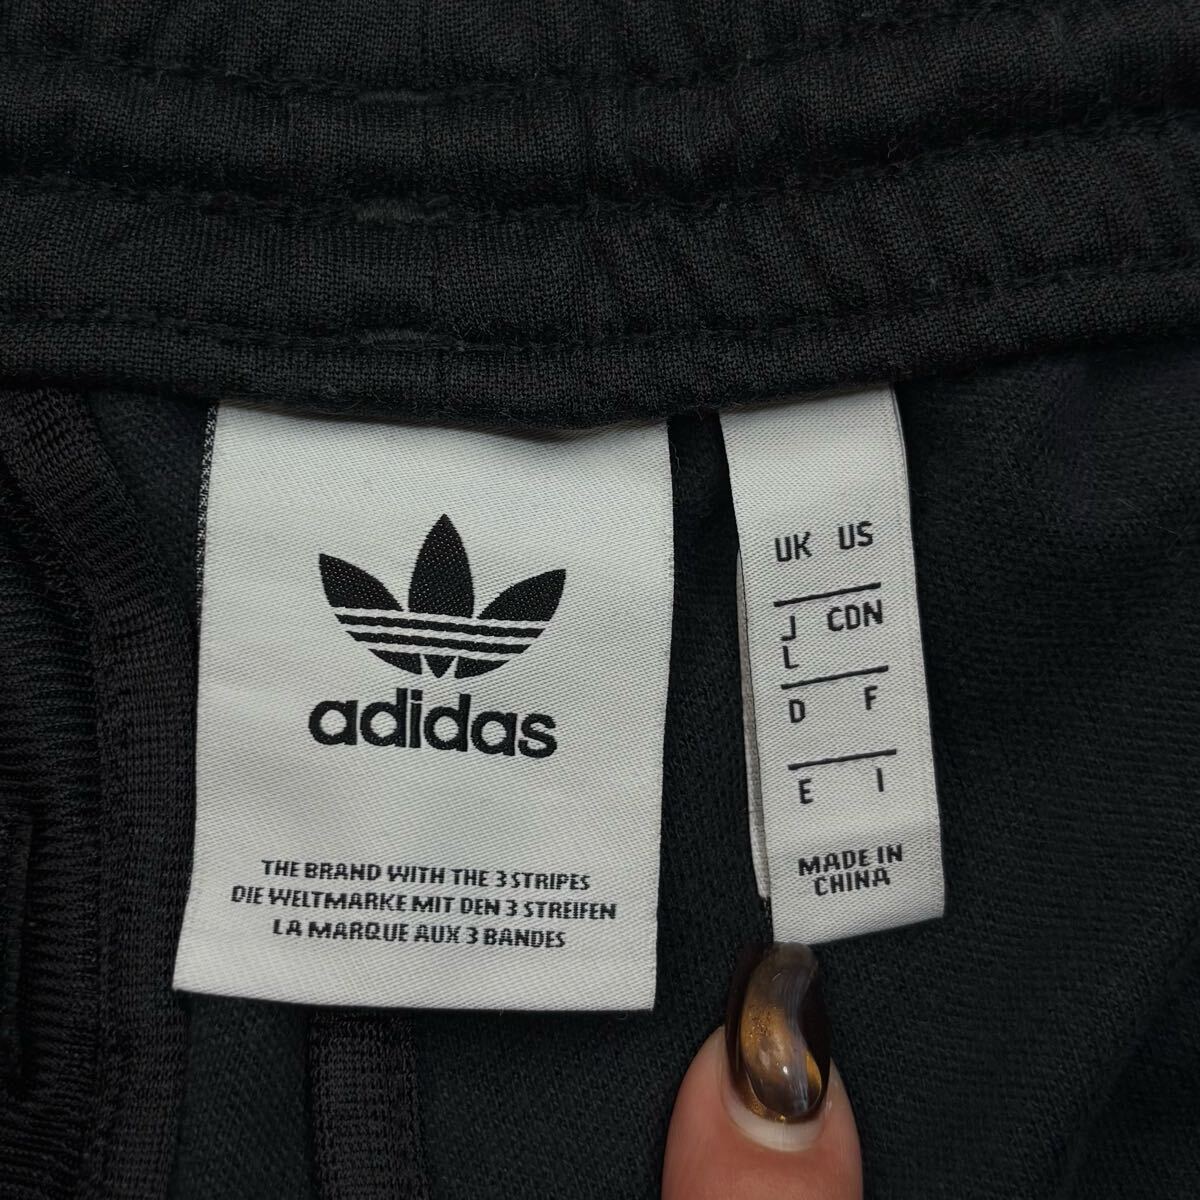 adidas
THE BRAND WITH THE 3 STRIPES
DIE WELTMARKE MIT DEN 3 STREIFEN
LA MARQUE AUX 3 BANDES
UK US
J CDN
L
D F
E I
MADE IN
CHINA